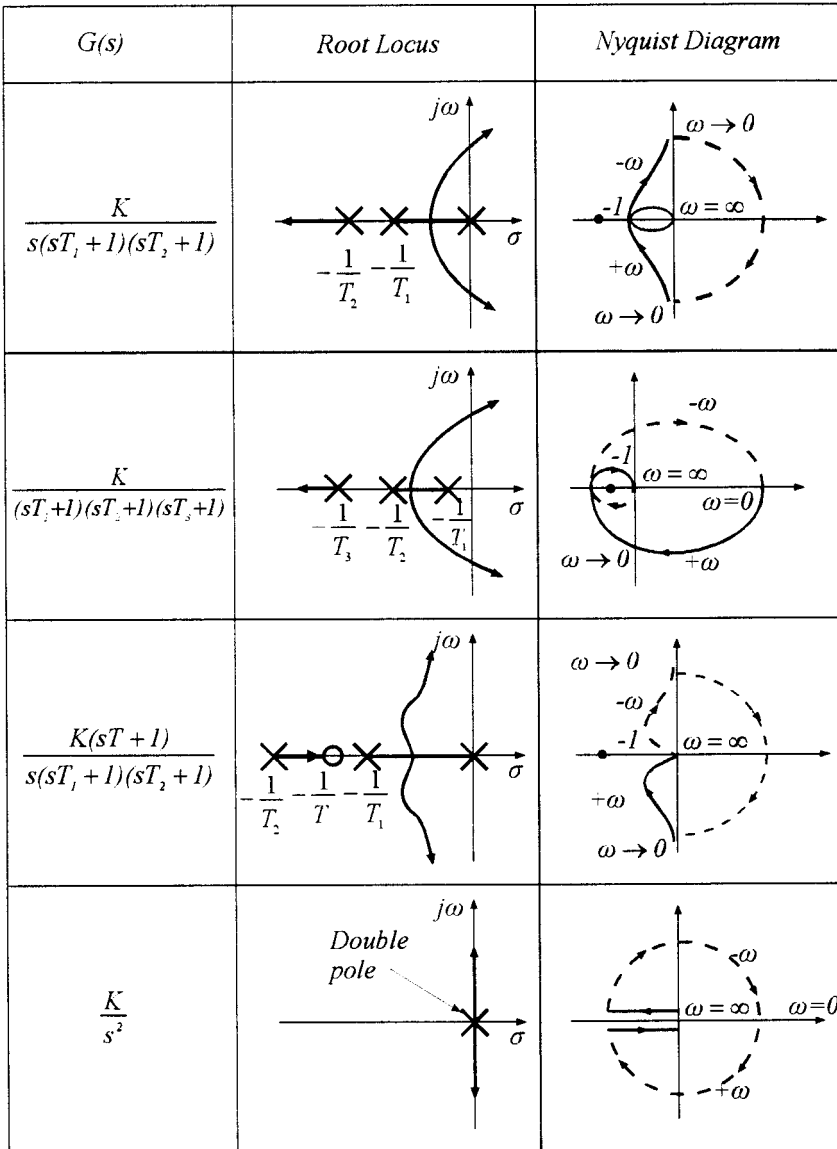 G(s) Root Locus Nyquist Diagram
K
s(sT₁ + 1)(sT₂ + 1)
jω
σ
-1/T₂ -1/T₁
ω → 0
-ω
-1
ω = ∞
+ω
ω → 0
K
(sT₁+1)(sT₂+1)(sT₃+1)
jω
σ
-1/T₃ -1/T₂ -1/T₁
-ω
-1
ω = ∞
ω=0
ω → 0
+ω
K(sT + 1)
s(sT₁ + 1)(sT₂ + 1)
jω
σ
-1/T₂ -1/T -1/T₁
ω → 0
-ω
-1
ω = ∞
+ω
ω → 0
K
s²
jω
Double
pole
σ
-ω
ω = ∞
ω=0
+ω